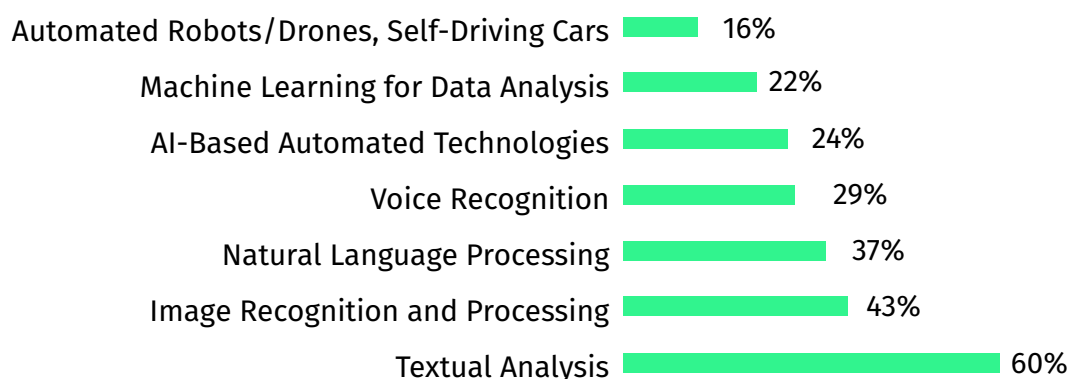 Automated Robots/Drones, Self-Driving Cars 16%
Machine Learning for Data Analysis 22%
AI-Based Automated Technologies 24%
Voice Recognition 29%
Natural Language Processing 37%
Image Recognition and Processing 43%
Textual Analysis 60%